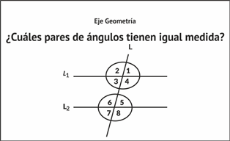 Eje Geometría
¿Cuáles pares de ángulos tienen igual medida?
L
2 1
L₁
3 4
6 5
L₂
7 8